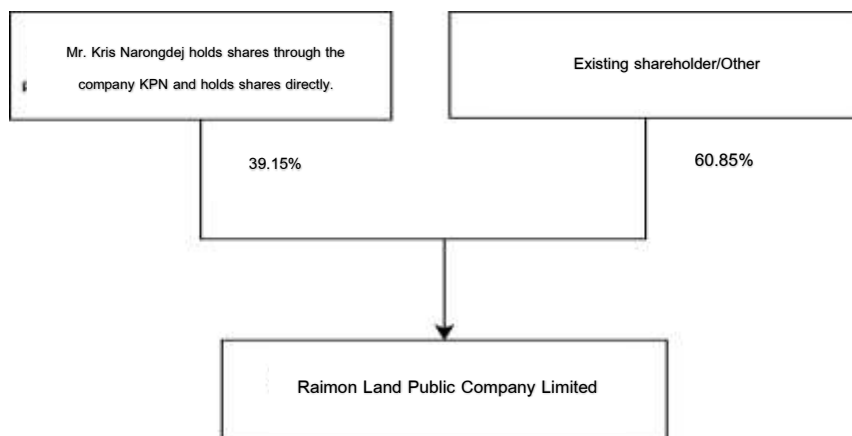 Mr. Kris Narongdej holds shares through the
company KPN and holds shares directly.
Existing shareholder/Other
39.15%
60.85%
Raimon Land Public Company Limited